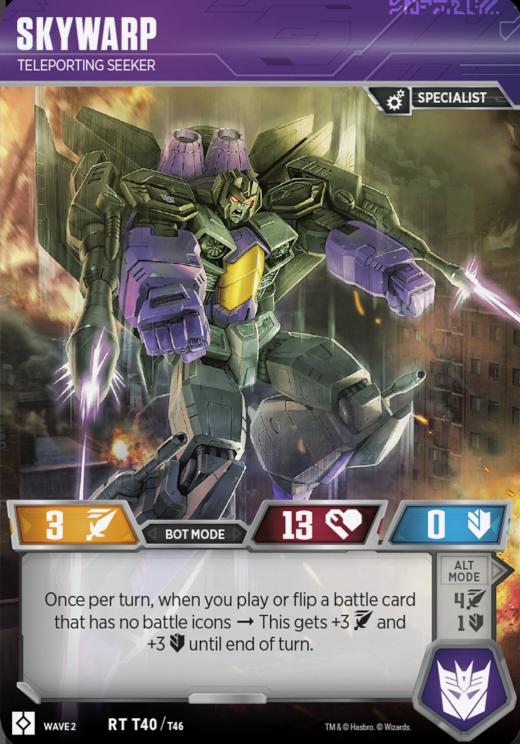 SKYWARP
TELEPORTING SEEKER
SPECIALIST
3
BOT MODE
13
0
ALT
MODE
4
1
Once per turn, when you play or flip a battle card
that has no battle icons → This gets +3 and
+3 until end of turn.
WAVE 2
RT T40/T46
TM & © Hasbro. © Wizards.